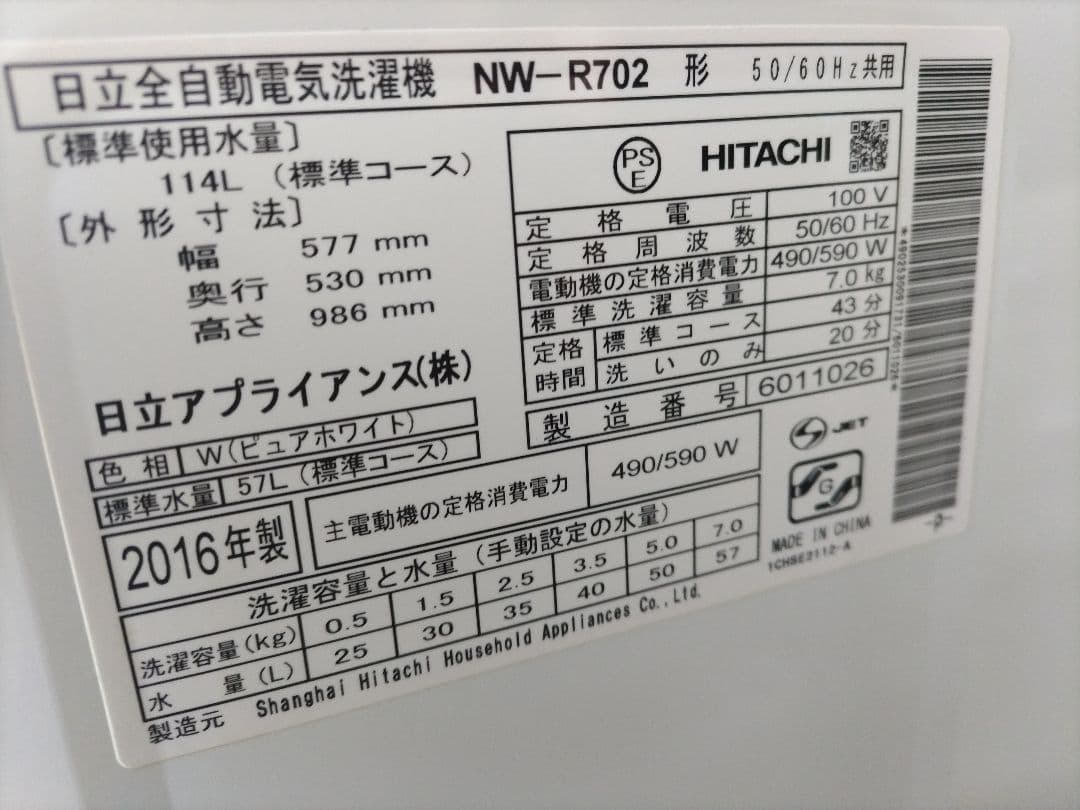 日立全自動電気洗濯機 NW-R702 形 50/60Hz共用
〔標準使用水量〕
114L (標準コース)
〔外形寸法〕
幅 577 mm
奥行 530 mm
高さ 986 mm
日立アプライアンス(株)
色相 W(ピュアホワイト)
標準水量 57L (標準コース)
2016年製
PS
E
HITACHI
定格電圧 100 V
定格周波数 50/60 Hz
電動機の定格消費電力 490/590 W
標準洗濯容量 7.0 kg
定格時間 標準コース 43 分
洗いのみ 20 分
製造番号 6011026
主電動機の定格消費電力 490/590 W
S JET
G
MADE IN CHINA
1CHSE2112-A
洗濯容量と水量 (手動設定の水量)
洗濯容量(kg) 0.5 1.5 2.5 3.5 5.0 7.0
水量(L) 25 30 35 40 50 57
製造元 Shanghai Hitachi Household Appliances Co.,Ltd.